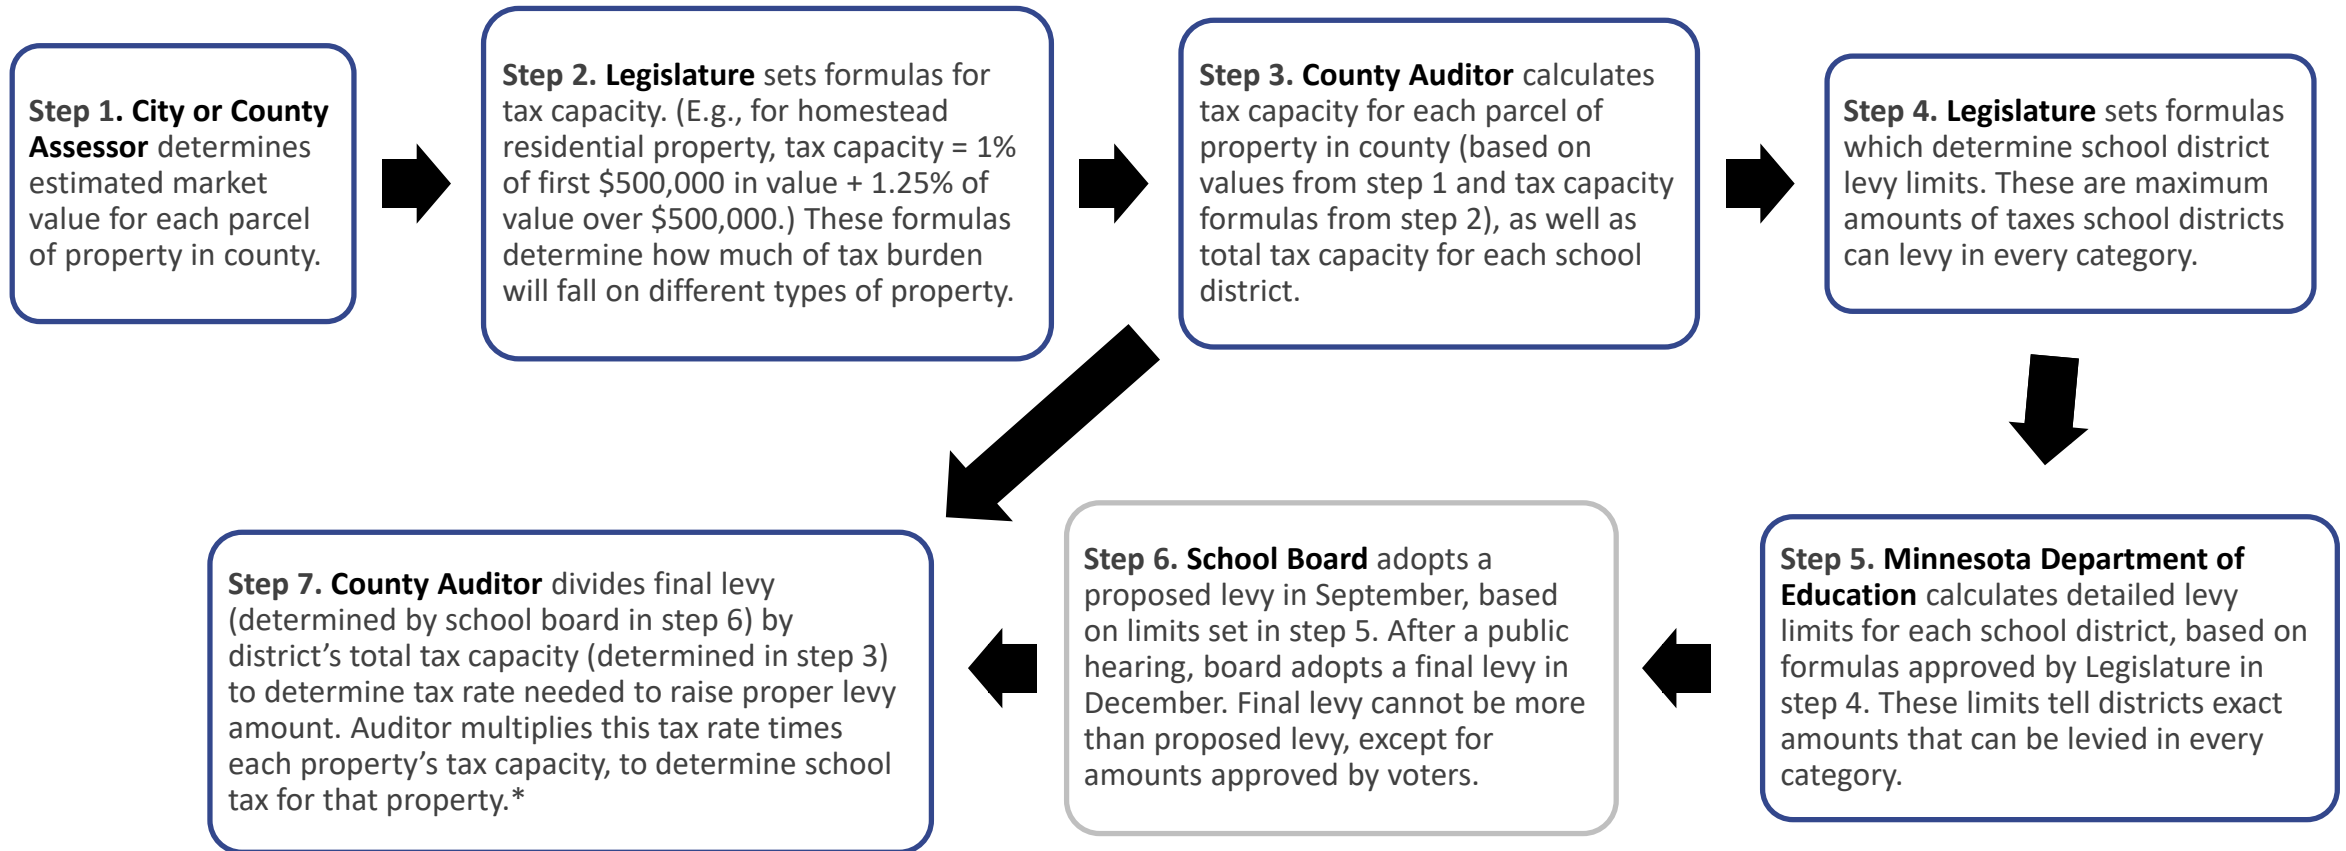 Step 1. City or County
Assessor determines
estimated market
value for each parcel
of property in county.
Step 2. Legislature sets formulas for
tax capacity. (E.g., for homestead
residential property, tax capacity = 1%
of first $500,000 in value + 1.25% of
value over $500,000.) These formulas
determine how much of tax burden
will fall on different types of property.
Step 3. County Auditor calculates
tax capacity for each parcel of
property in county (based on
values from step 1 and tax capacity
formulas from step 2), as well as
total tax capacity for each school
district.
Step 4. Legislature sets formulas
which determine school district
levy limits. These are maximum
amounts of taxes school districts
can levy in every category.
Step 5. Minnesota Department of
Education calculates detailed levy
limits for each school district, based on
formulas approved by Legislature in
step 4. These limits tell districts exact
amounts that can be levied in every
category.
Step 6. School Board adopts a
proposed levy in September, based
on limits set in step 5. After a public
hearing, board adopts a final levy in
December. Final levy cannot be more
than proposed levy, except for
amounts approved by voters.
Step 7. County Auditor divides final levy
(determined by school board in step 6) by
district’s total tax capacity (determined in step 3)
to determine tax rate needed to raise proper levy
amount. Auditor multiplies this tax rate times
each property’s tax capacity, to determine school
tax for that property.*